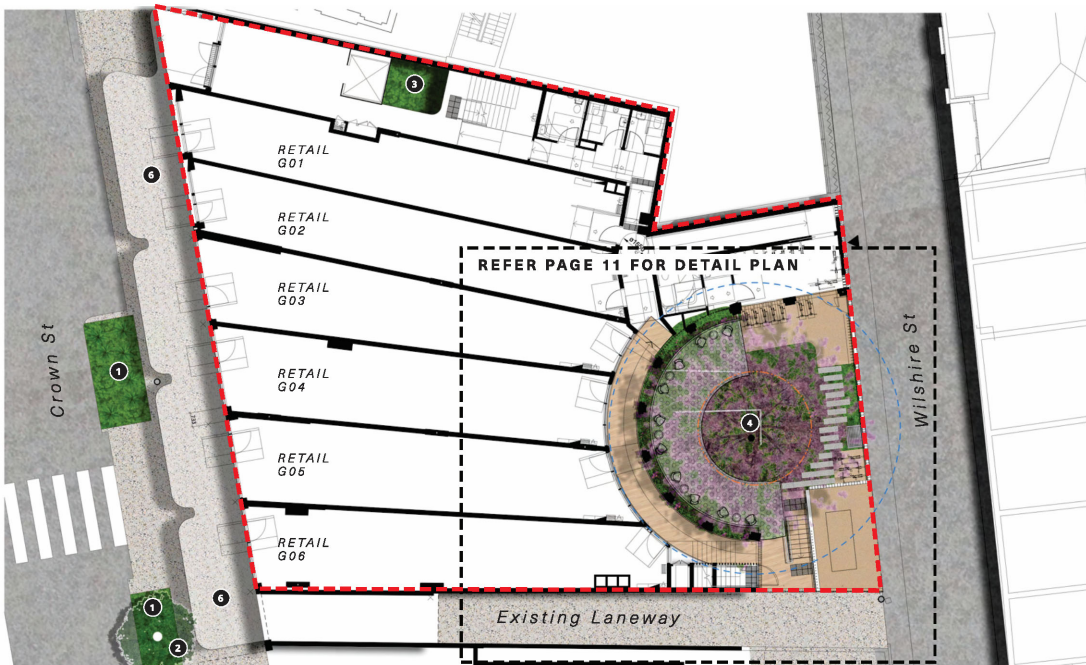 3
RETAIL
G01
6
RETAIL
G02
REFER PAGE 11 FOR DETAIL PLAN
RETAIL
G03
Crown St
1
Wilshire St
RETAIL
G04
4
RETAIL
G05
RETAIL
G06
6
1
2
Existing Laneway